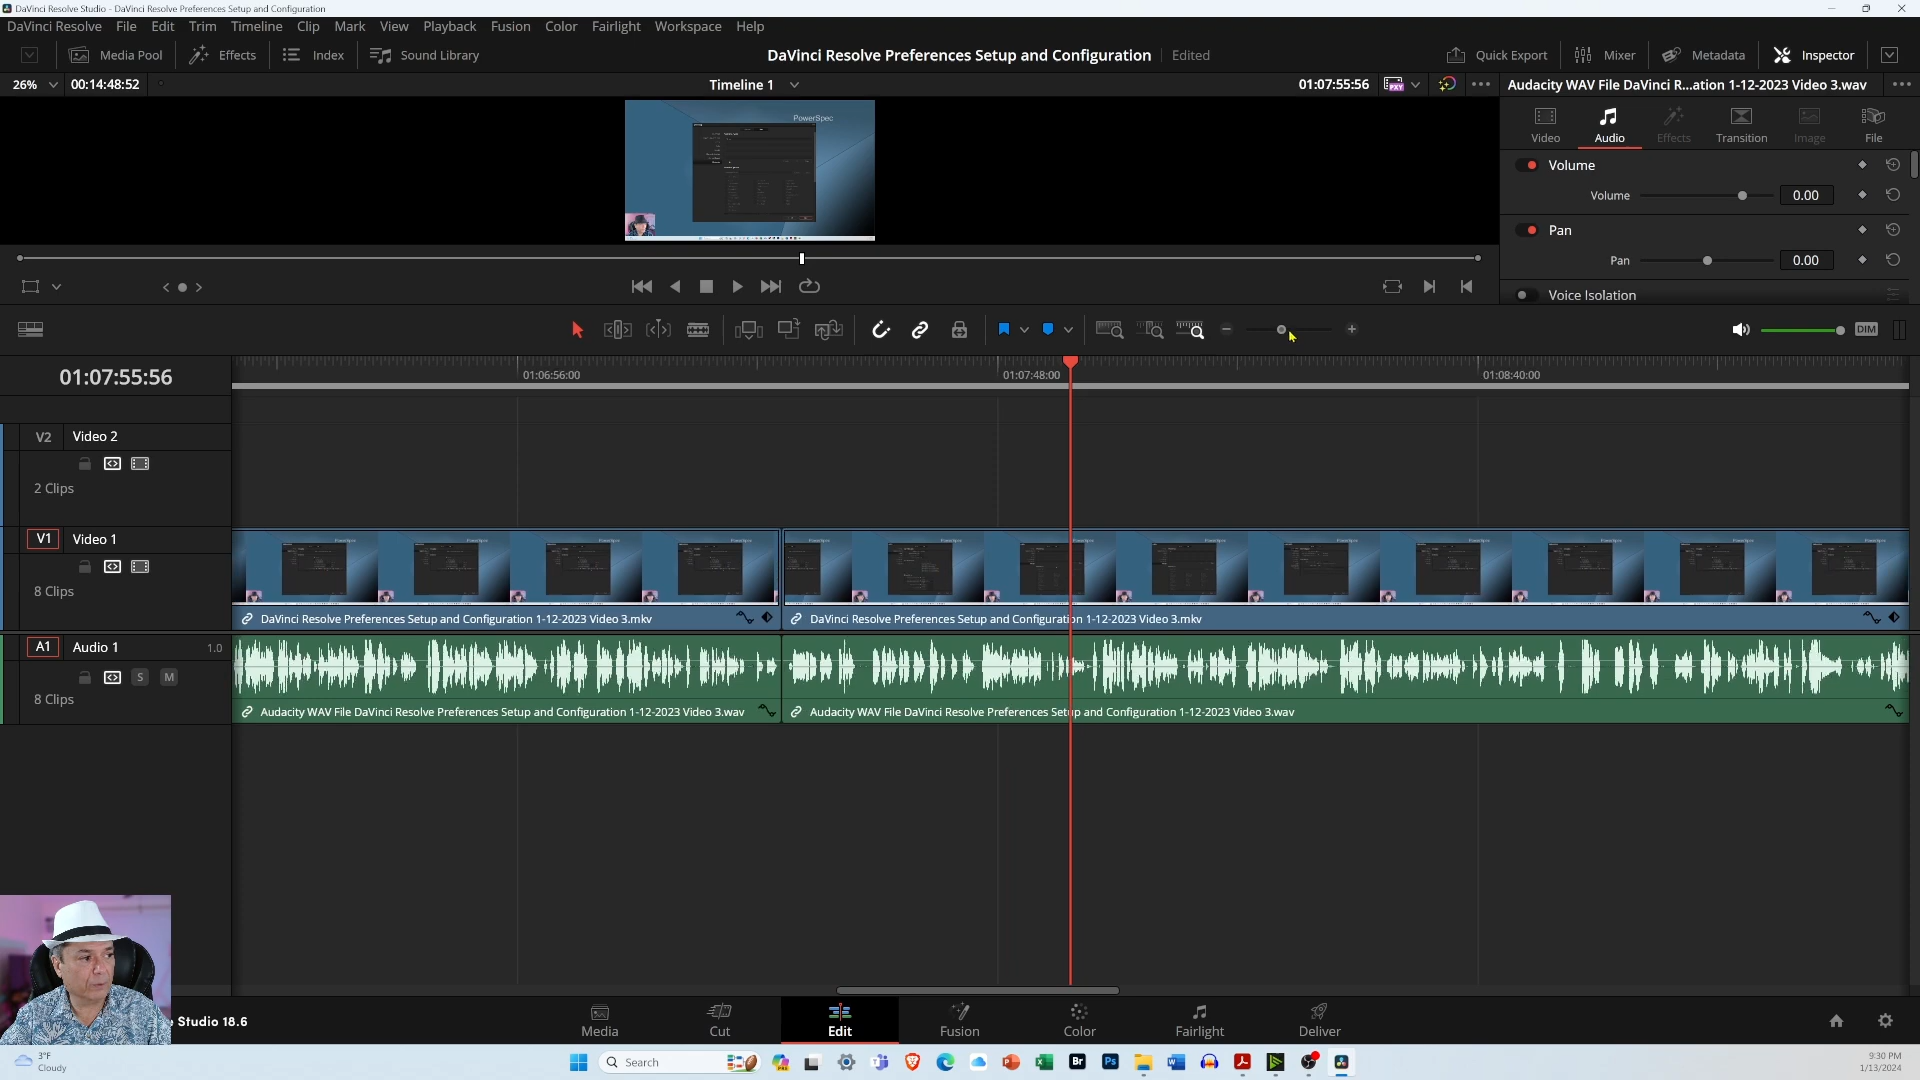 DaVinci Resolve Studio - DaVinci Resolve Preferences Setup and Configuration
DaVinci Resolve File Edit Trim Timeline Clip Mark View Playback Fusion Color Fairlight Workspace Help
Media Pool Effects Index Sound Library DaVinci Resolve Preferences Setup and Configuration Edited Quick Export Mixer Metadata Inspector
26% 00:14:48:52 Timeline 1 01:07:55:56 PXY Audacity WAV File DaVinci R...ation 1-12-2023 Video 3.wav
PowerSpec
Video Audio Effects Transition Image File
Volume
Volume 0.00
Pan
Pan 0.00
Voice Isolation
DIM
01:07:55:56
01:06:56:00 01:07:48:00 01:08:40:00
V2 Video 2
2 Clips
V1 Video 1
8 Clips
DaVinci Resolve Preferences Setup and Configuration 1-12-2023 Video 3.mkv
DaVinci Resolve Preferences Setup and Configuration 1-12-2023 Video 3.mkv
A1 Audio 1 1.0
S M
8 Clips
Audacity WAV File DaVinci Resolve Preferences Setup and Configuration 1-12-2023 Video 3.wav
Audacity WAV File DaVinci Resolve Preferences Setup and Configuration 1-12-2023 Video 3.wav
e Studio 18.6
Media Cut Edit Fusion Color Fairlight Deliver
3°F
Cloudy
Search
Br Ps
9:30 PM
1/13/2024